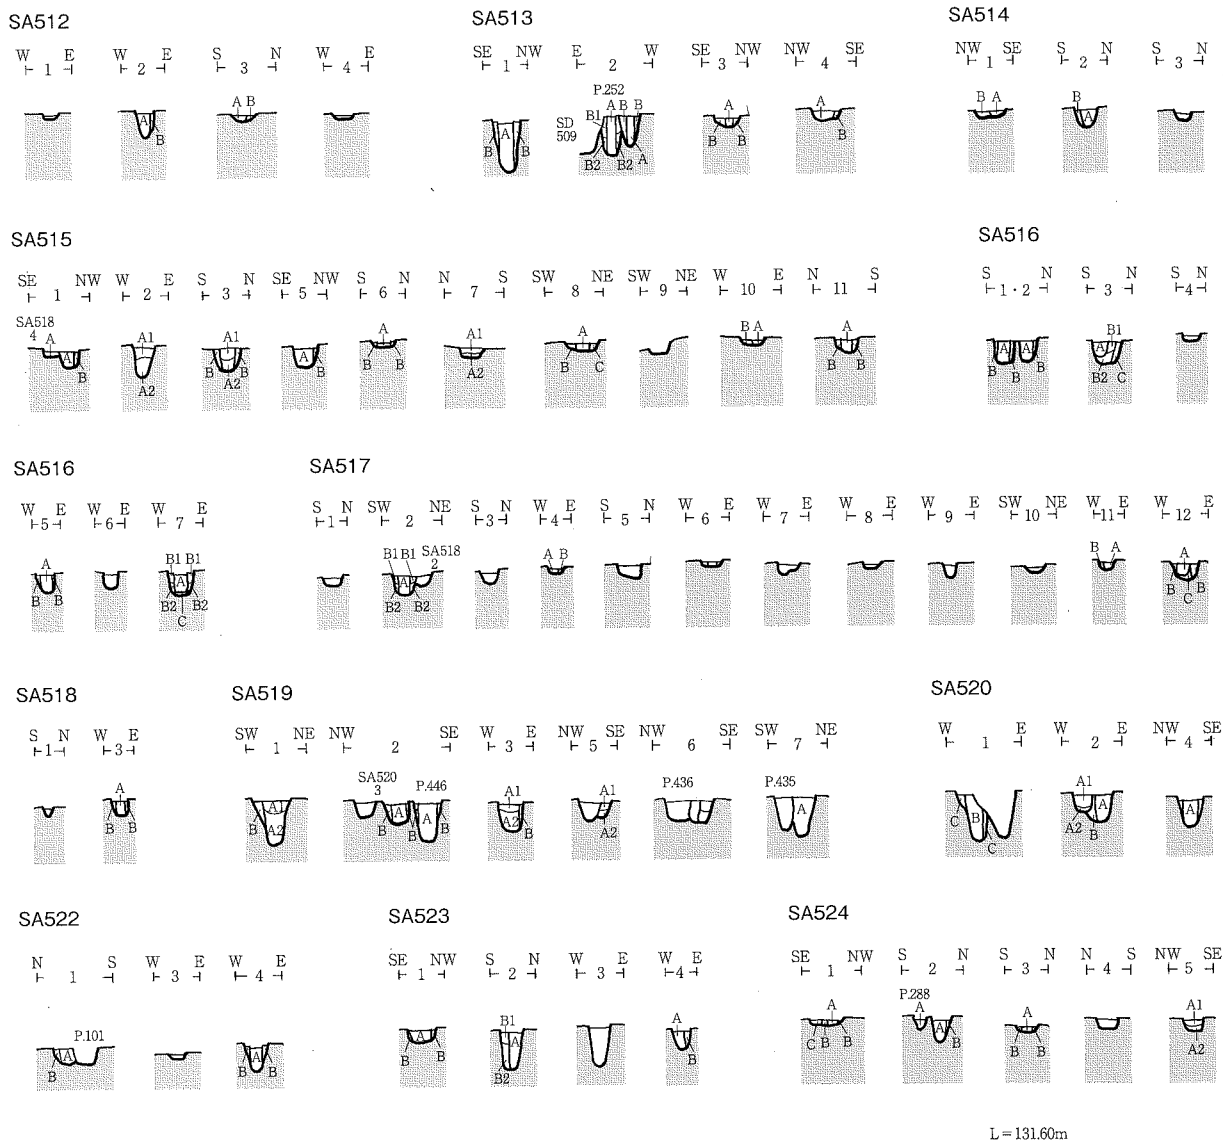 SA512
W E W E S N W E
1 2 3 4
A B
A B
SA513
SE NW E W SE NW NW SE
1 2 3 4
P.252
B1 A B B
SD
509
A A A
B B B2 B2 A B B B
SA514
NW SE S N S N
1 2 3
B A B
B A
SA515
SE NW W E S N SE NW S N N S SW NE SW NE W E N S
1 2 3 5 6 7 8 9 10 11
SA518
4
A A1 A1 A A1 A B A A
A B A2 B A2 B A B B B A2 B C B B
SA516
S N S N S N
1・2 3 4
B1
A A A
B B B2 C
SA516
W E W E W E
5 6 7
A B1 B1
A
B B B2 B2
C
SA517
S N SW NE S N W E S N W E W E W E W E SW NE W E W E
1 2 3 4 5 6 7 8 9 10 11 12
B1 B1 SA518
2
A B B A A
A
B2 B2 B B
C
SA518
S N W E
1 3
A
B B
SA519
SW NE NW SE W E NW SE NW SE SW NE
1 2 3 5 6 7
SA520
3
P.446 A1 A1 P.436 P.435
A
B A2 B A B A B A2 B A2 A
SA520
W E W E NW SE
1 2 4
A1
C B C A2 B A A
SA522
N S W E W E
1 3 4
P.101
B A B A B
SA523
SE NW S N W E W E
1 2 3 4
B1 A
A A
B B B2 B
SA524
SE NW S N S N N S NW SE
1 2 3 4 5
P.288
A A A A1
A
C B B B B B A2
L=131.60m